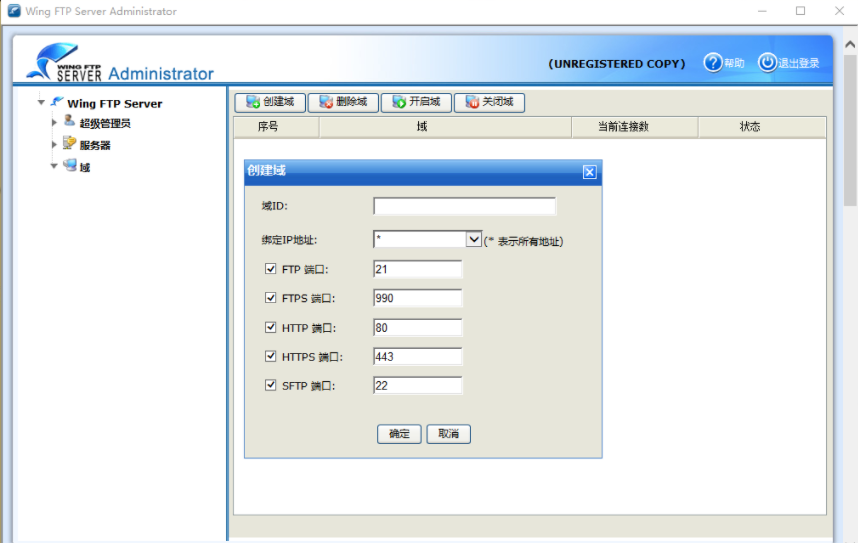 Wing FTP Server Administrator
WING FTP
SERVER Administrator
(UNREGISTERED COPY) 帮助 退出登录
Wing FTP Server
超级管理员
服务器
域
创建域 删除域 开启域 关闭域
序号 域 当前连接数 状态
创建域
域ID:
绑定IP地址: * (* 表示所有地址)
FTP 端口: 21
FTPS 端口: 990
HTTP 端口: 80
HTTPS 端口: 443
SFTP 端口: 22
确定 取消